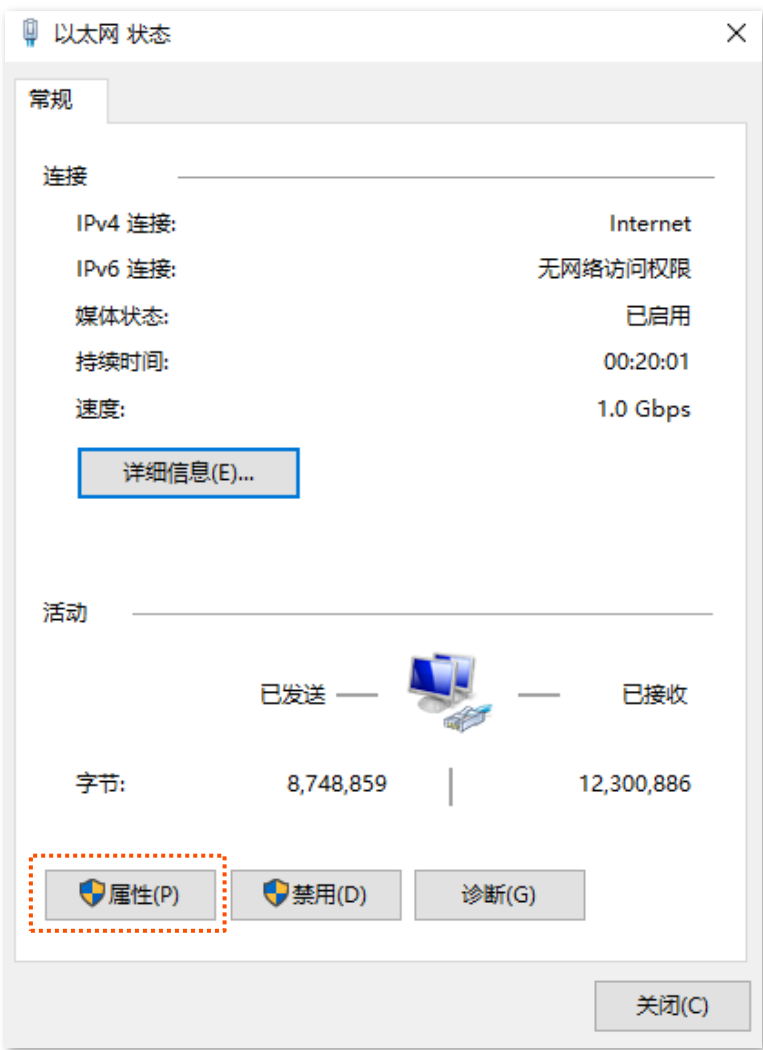 以太网 状态
常规
连接
IPv4 连接: Internet
IPv6 连接: 无网络访问权限
媒体状态: 已启用
持续时间: 00:20:01
速度: 1.0 Gbps
详细信息(E)...
活动
已发送 已接收
字节: 8,748,859 12,300,886
属性(P) 禁用(D) 诊断(G)
关闭(C)